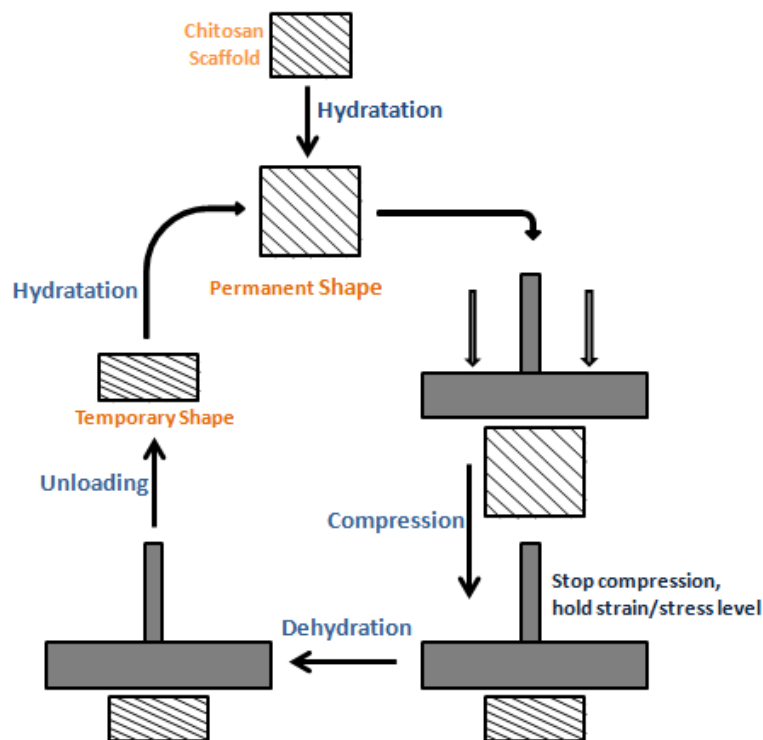 Chitosan
Scaffold
Hydratation
Permanent Shape
Hydratation
Temporary Shape
Unloading
Compression
Stop compression,
hold strain/stress level
Dehydration